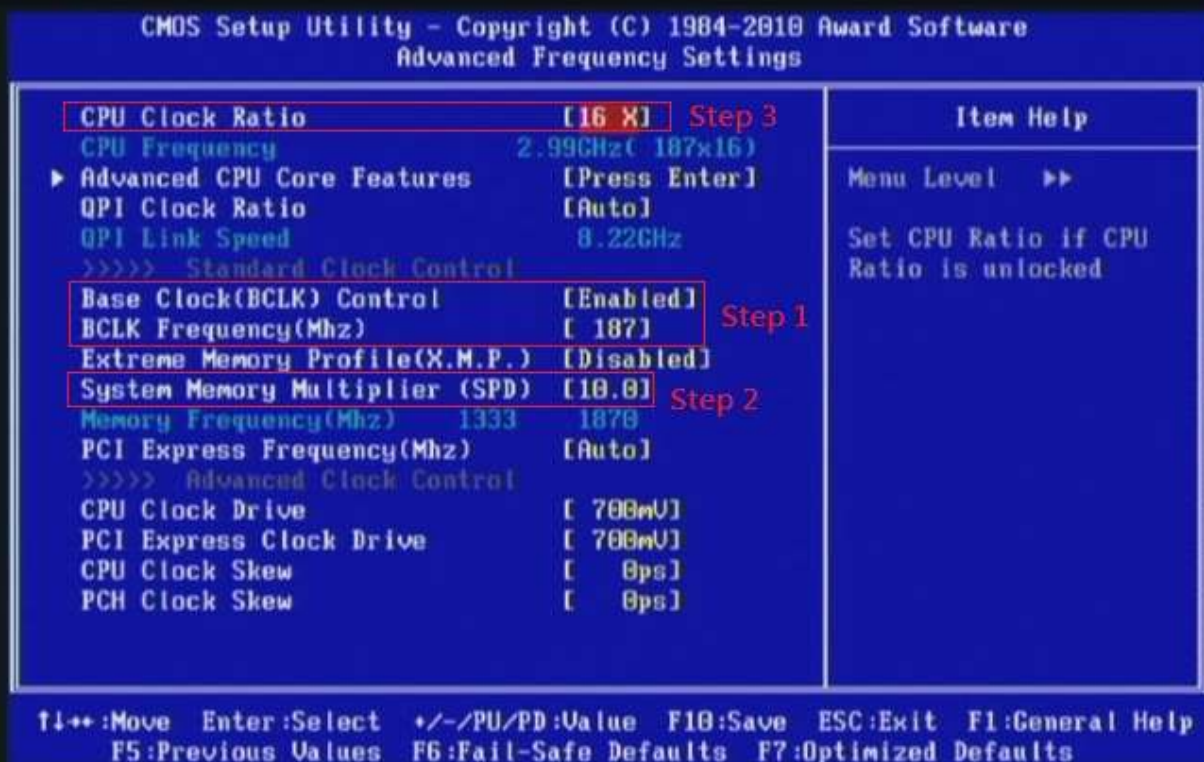 CMOS Setup Utility - Copyright (C) 1984-2010 Award Software
Advanced Frequency Settings
CPU Clock Ratio [16 X] Step 3
CPU Frequency 2.99GHz( 187x16)
▶ Advanced CPU Core Features [Press Enter]
QPI Clock Ratio [Auto]
QPI Link Speed 8.22GHz
>>>>> Standard Clock Control
Base Clock(BCLK) Control [Enabled]
Step 1
BCLK Frequency(Mhz) [ 187]
Extreme Memory Profile(X.M.P.) [Disabled]
System Memory Multiplier (SPD) [10.0]
Step 2
Memory Frequency(Mhz) 1333 1870
PCI Express Frequency(Mhz) [Auto]
>>>>> Advanced Clock Control
CPU Clock Drive [ 700mV]
PCI Express Clock Drive [ 700mV]
CPU Clock Skew [ 0ps]
PCH Clock Skew [ 0ps]
Item Help
Menu Level ▶▶
Set CPU Ratio if CPU
Ratio is unlocked
↑↓→←:Move Enter:Select +/-/PU/PD:Value F10:Save ESC:Exit F1:General Help
F5:Previous Values F6:Fail-Safe Defaults F7:Optimized Defaults